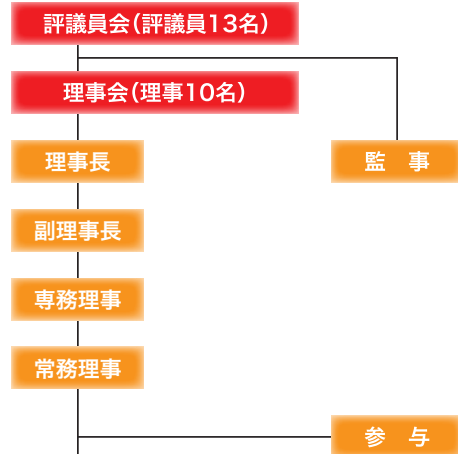 評議員会(評議員13名)
理事会(理事10名)
理事長
監　事
副理事長
専務理事
常務理事
参　与